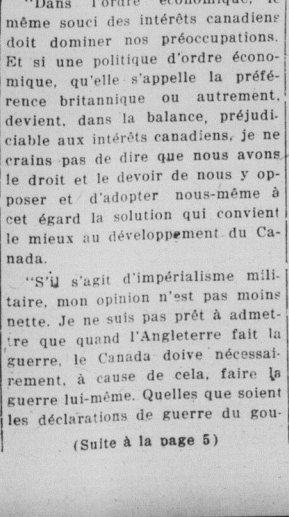 "Dans l'ordre économique, le
même souci des intérêts canadiens
doit dominer nos préoccupations.
Et si une politique d'ordre écono-
mique, qu'elle s'appelle la préfé-
rence britannique ou autrement,
devient, dans la balance, préjudi-
ciable aux intérêts canadiens, je ne
crains pas de dire que nous avons
le droit et le devoir de nous y op-
poser et d'adopter nous-même à
cet égard la solution qui convient
le mieux au développement du Ca-
nada.
"S'il s'agit d'impérialisme mili-
taire, mon opinion n'est pas moins
nette. Je ne suis pas prêt à admet-
tre que quand l'Angleterre fait la
guerre, le Canada doive nécessai-
rement, à cause de cela, faire la
guerre lui-même. Quelles que soient
les déclarations de guerre du gou-
(Suite à la page 5)